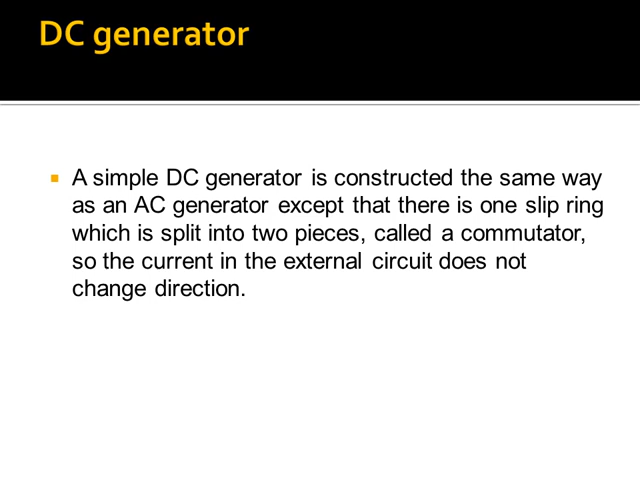 DC generator
A simple DC generator is constructed the same way
as an AC generator except that there is one slip ring
which is split into two pieces, called a commutator,
so the current in the external circuit does not
change direction.